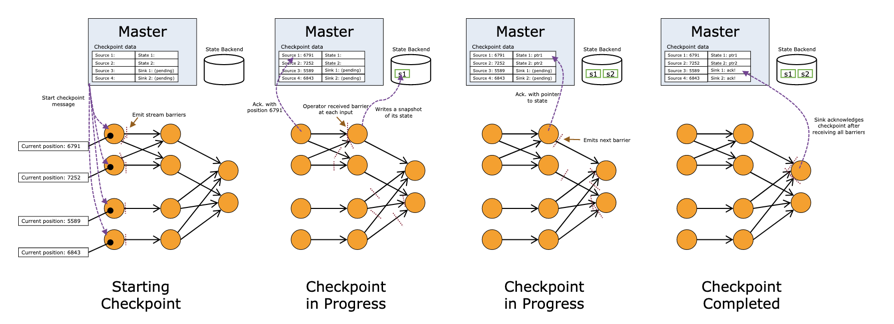 Master
Checkpoint data
Source 1:
State 1:
Source 2:
State 2:
Source 3:
Sink 1: (pending)
Source 4:
Sink 2: (pending)
State Backend
Start checkpoint
message
Emit stream barriers
Current position: 6791
Current position: 7252
Current position: 5589
Current position: 6843
Starting
Checkpoint
Master
Checkpoint data
Source 1: 6791
State 1:
Source 2: 7252
State 2:
Source 3: 5589
Sink 1: (pending)
Source 4: 6843
Sink 2: (pending)
State Backend
s1
Ack. with
position 6791
Operator received barrier
at each input
Writes a snapshot
of its state
Checkpoint
in Progress
Master
Checkpoint data
Source 1: 6791
State 1: ptr1
Source 2: 7252
State 2: ptr2
Source 3: 5589
Sink 1: (pending)
Source 4: 6843
Sink 2: (pending)
State Backend
s1
s2
Ack. with pointer
to state
Emits next barrier
Checkpoint
in Progress
Master
Checkpoint data
Source 1: 6791
State 1: ptr1
Source 2: 7252
State 2: ptr2
Source 3: 5589
Sink 1: ack!
Source 4: 6843
Sink 2: ack!
State Backend
s1
s2
Sink acknowledges
checkpoint after
receiving all barriers
Checkpoint
Completed